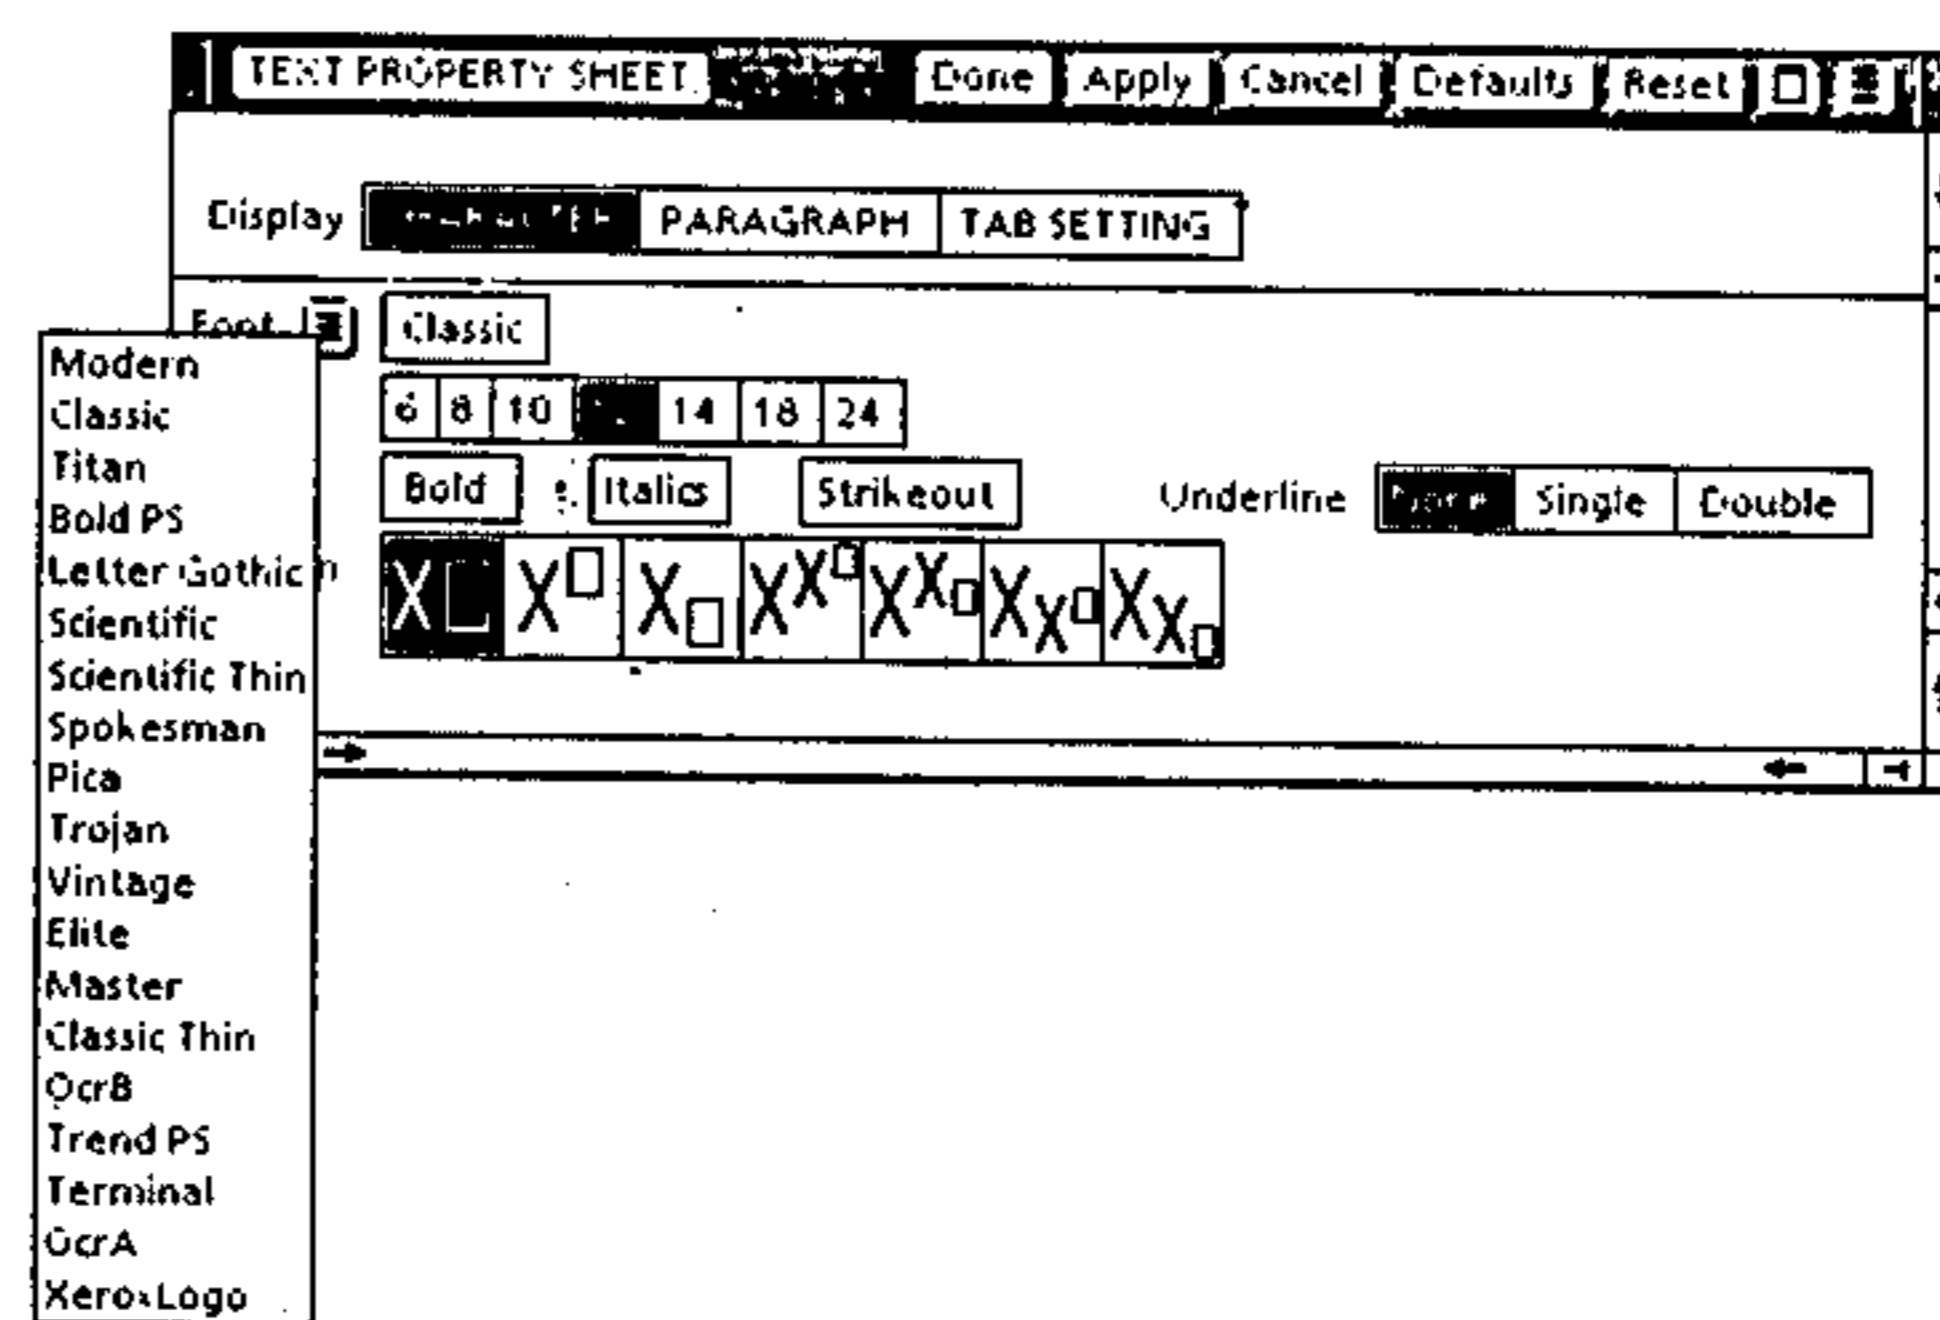 TEXT PROPERTY SHEET Done Apply Cancel Defaults Reset
Display PARAGRAPH TAB SETTING
Font Classic
6 8 10 14 18 24
Bold Italics Strikeout Underline None Single Double
X X X X X X X X X X X
Modern
Classic
Titan
Bold PS
Letter Gothic
Scientific
Scientific Thin
Spokesman
Pica
Trojan
Vintage
Elite
Master
Classic Thin
OcrB
Trend PS
Terminal
OcrA
XeroxLogo